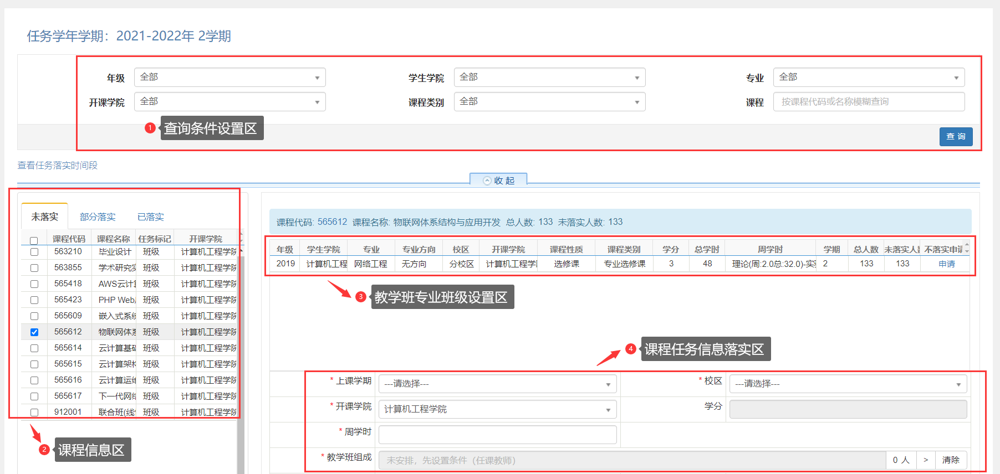 任务学年学期：2021-2022年 2学期
年级 全部 学生学院 全部 专业 全部
开课学院 全部 课程类别 全部 课程 按课程代码或名称模糊查询
1 查询条件设置区
查 询
查看任务落实时间段
收 起
未落实 部分落实 已落实
课程代码 课程名称 任务标记 开课学院
563210 毕业设计 班级 计算机工程学院
563855 学术研究实 班级 计算机工程学院
565418 AWS云计算 班级 计算机工程学院
565423 PHP Web 班级 计算机工程学院
565609 嵌入式系统 班级 计算机工程学院
565612 物联网体系 班级 计算机工程学院
565614 云计算基础 班级 计算机工程学院
565615 云计算架构 班级 计算机工程学院
565616 云计算运维 班级 计算机工程学院
565617 下一代网络 班级 计算机工程学院
912001 联合班(线 班级 计算机工程学院
2 课程信息区
课程代码: 565612 课程名称: 物联网体系结构与应用开发 总人数: 133 未落实人数: 133
年级 学生学院 专业 专业方向 校区 开课学院 课程性质 课程类别 学分 总学时 周学时 学期 总人数 未落实人数 不落实申请
2019 计算机工程 网络工程 无方向 分校区 计算机工程学 选修课 专业选修课 3 48 理论(周:2.0总:32.0)-实验 2 133 133 申请
3 教学班专业班级设置区
4 课程任务信息落实区
* 上课学期 ---请选择--- * 校区 ---请选择---
* 开课学院 计算机工程学院 学分
* 周学时
* 教学班组成 未安排，先设置条件（任课教师） 0 人 > 清除